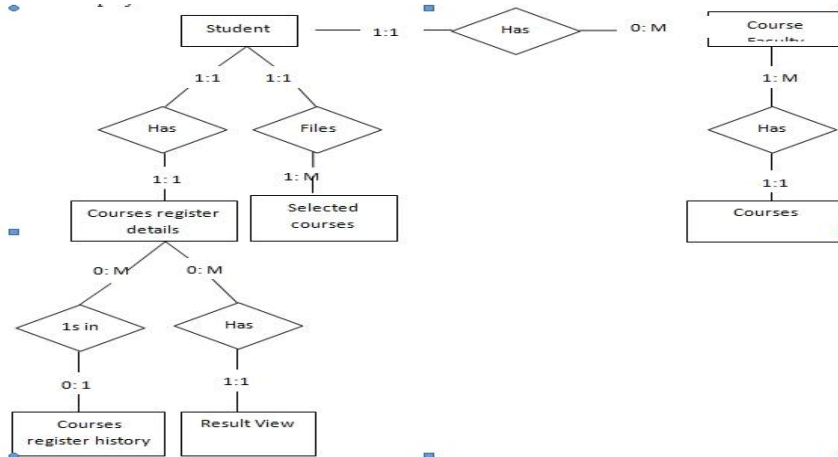 Student
1:1
Has
0: M
Course
Faculty
1:1
1:1
1: M
Has
Files
Has
1: 1
1: M
1:1
Courses register
details
Selected
courses
Courses
0: M
0: M
1s in
Has
0: 1
1:1
Courses
register history
Result View